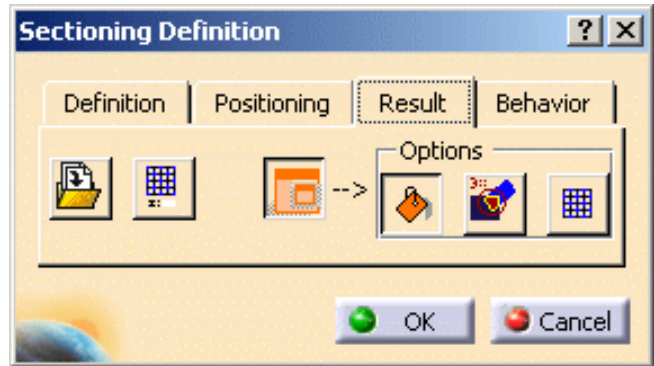 Sectioning Definition
Definition Positioning Result Behavior
Options
-->
OK Cancel